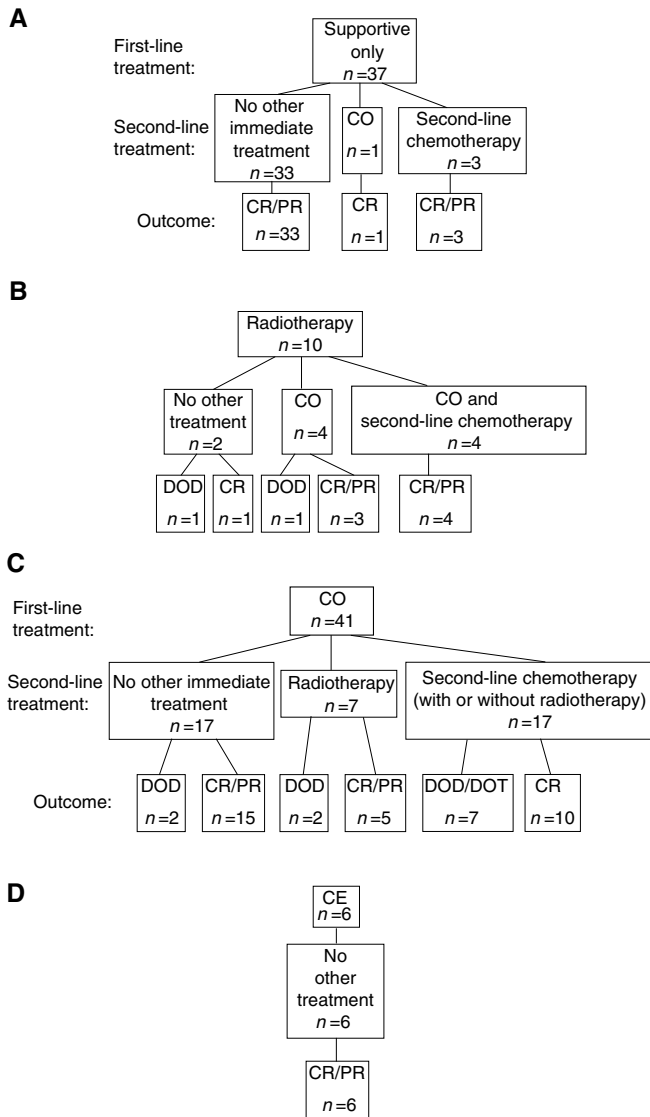 A
First-line
treatment:
Supportive
only
n=37
Second-line
treatment:
No other
immediate
treatment
n=33
CO
n=1
Second-line
chemotherapy
n=3
Outcome:
CR/PR
n=33
CR
n=1
CR/PR
n=3
B
Radiotherapy
n=10
No other
treatment
n=2
CO
n=4
CO and
second-line chemotherapy
n=4
DOD
n=1
CR
n=1
DOD
n=1
CR/PR
n=3
CR/PR
n=4
C
First-line
treatment:
CO
n=41
Second-line
treatment:
No other immediate
treatment
n=17
Radiotherapy
n=7
Second-line chemotherapy
(with or without radiotherapy)
n=17
Outcome:
DOD
n=2
CR/PR
n=15
DOD
n=2
CR/PR
n=5
DOD/DOT
n=7
CR
n=10
D
CE
n=6
No
other
treatment
n=6
CR/PR
n=6